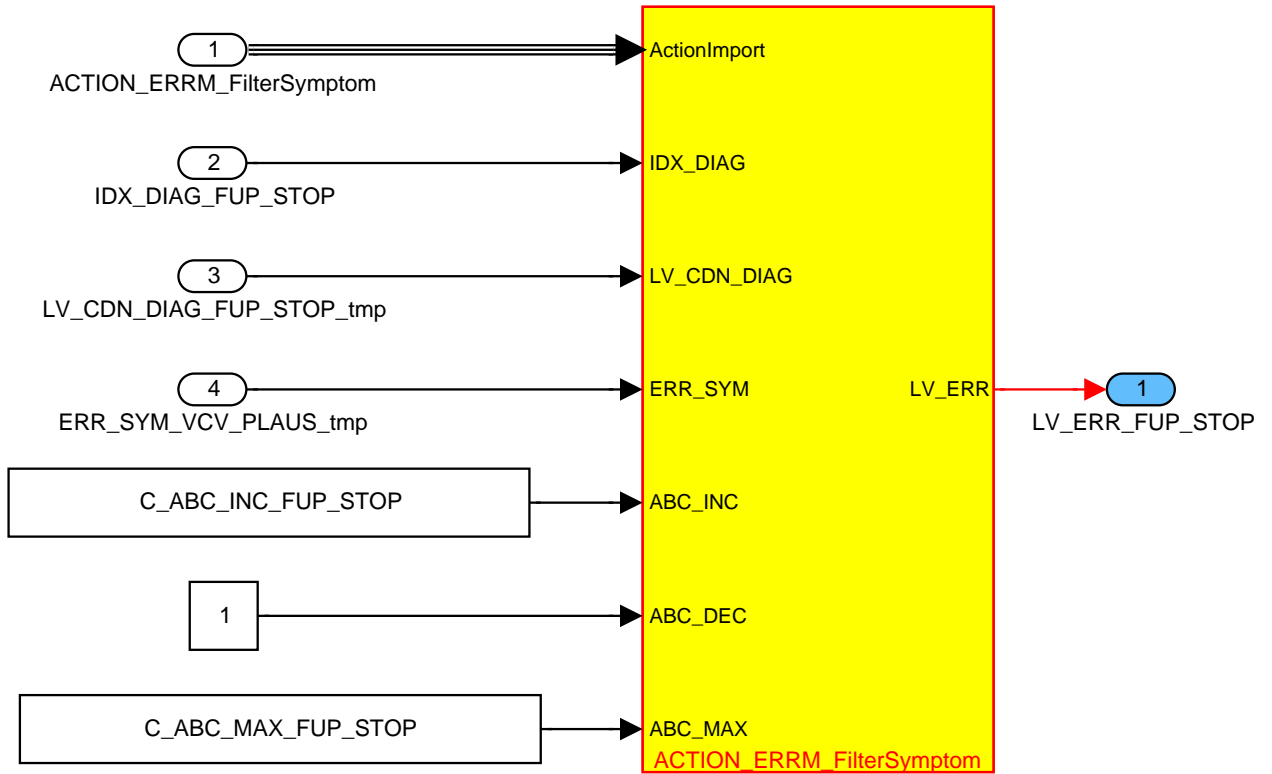 1
ActionImport
ACTION_ERRM_FilterSymptom
2
IDX_DIAG
IDX_DIAG_FUP_STOP
3
LV_CDN_DIAG
LV_CDN_DIAG_FUP_STOP_tmp
4
ERR_SYM
LV_ERR
1
ERR_SYM_VCV_PLAUS_tmp
LV_ERR_FUP_STOP
C_ABC_INC_FUP_STOP
ABC_INC
1
ABC_DEC
C_ABC_MAX_FUP_STOP
ABC_MAX
ACTION_ERRM_FilterSymptom